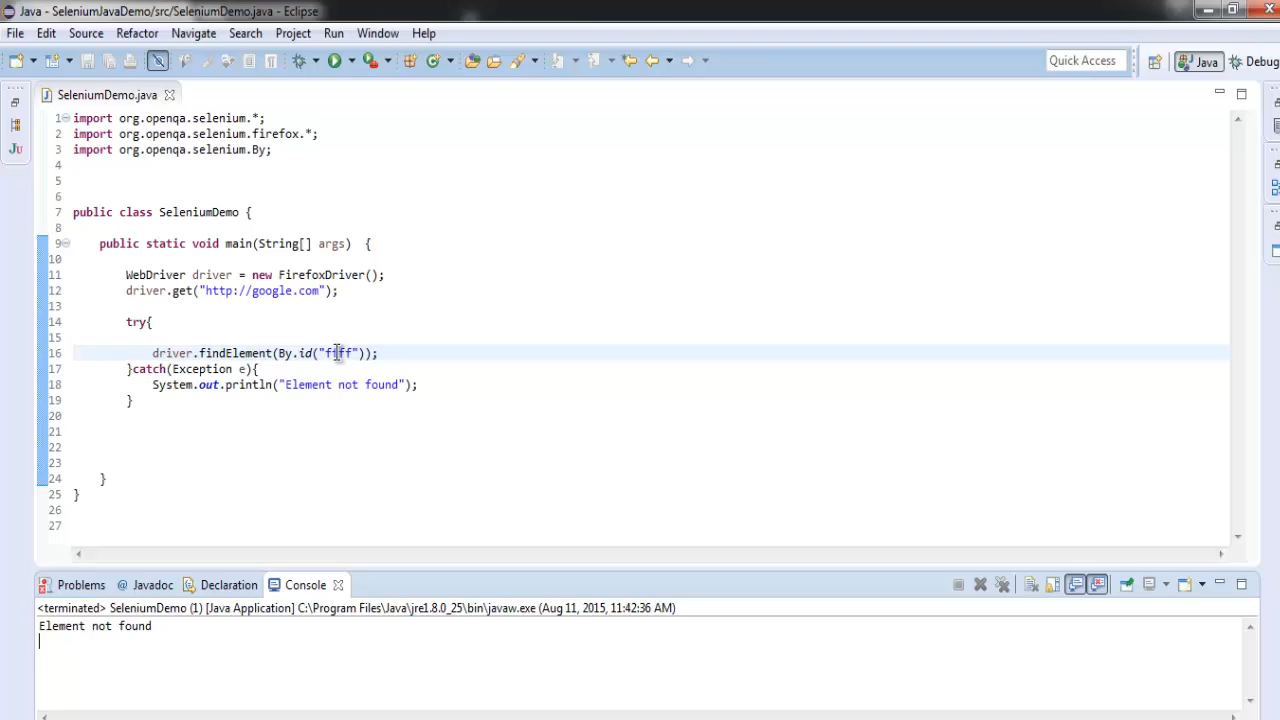 Java - SeleniumJavaDemo/src/SeleniumDemo.java - Eclipse
File Edit Source Refactor Navigate Search Project Run Window Help
Quick Access Java Debug
SeleniumDemo.java
1 import org.openqa.selenium.*;
2 import org.openqa.selenium.firefox.*;
3 import org.openqa.selenium.By;
4
5
6
7 public class SeleniumDemo {
8
9 public static void main(String[] args) {
10
11 WebDriver driver = new FirefoxDriver();
12 driver.get("http://google.com");
13
14 try{
15
16 driver.findElement(By.id("ffff"));
17 }catch(Exception e){
18 System.out.println("Element not found");
19 }
20
21
22
23
24 }
25 }
26
27
Problems @ Javadoc Declaration Console
<terminated> SeleniumDemo (1) [Java Application] C:\Program Files\Java\jre1.8.0_25\bin\javaw.exe (Aug 11, 2015, 11:42:36 AM)
Element not found